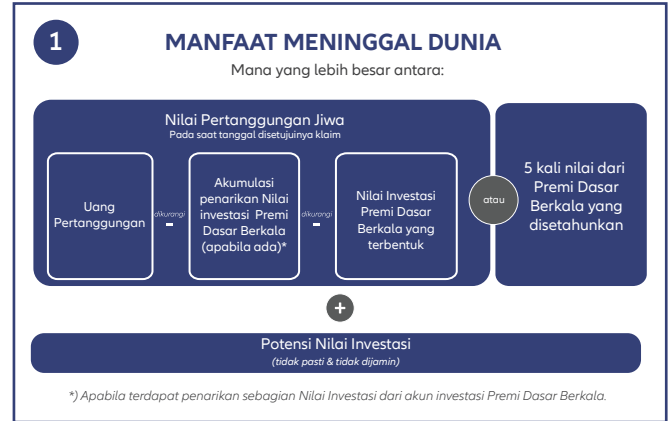 1
MANFAAT MENINGGAL DUNIA
Mana yang lebih besar antara:
Nilai Pertanggungan Jiwa
Pada saat tanggal disetujuinya klaim
Uang
Pertanggungan
dikurangi
-
Akumulasi
penarikan Nilai
investasi Premi
Dasar Berkala
(apabila ada)*
dikurangi
-
Nilai Investasi
Premi Dasar
Berkala yang
terbentuk
atau
5 kali nilai dari
Premi Dasar
Berkala yang
disetahunkan
+
Potensi Nilai Investasi
(tidak pasti & tidak dijamin)
*) Apabila terdapat penarikan sebagian Nilai Investasi dari akun investasi Premi Dasar Berkala.